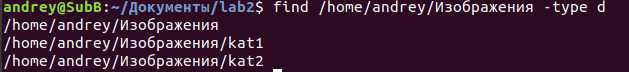 andrey@SubB:~/Документы/lab2$ find /home/andrey/Изображения -type d
/home/andrey/Изображения
/home/andrey/Изображения/kat1
/home/andrey/Изображения/kat2